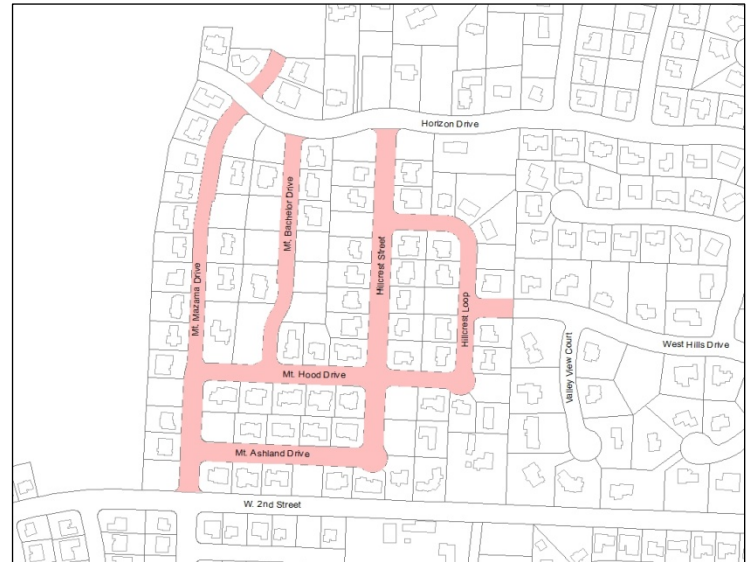 Horizon Drive
Mt. Bachelor Drive
Hillcrest Street
Mt. Mazama Drive
Hillcrest Loop
West Hills Drive
Valley View Court
Mt. Hood Drive
Mt. Ashland Drive
W. 2nd Street